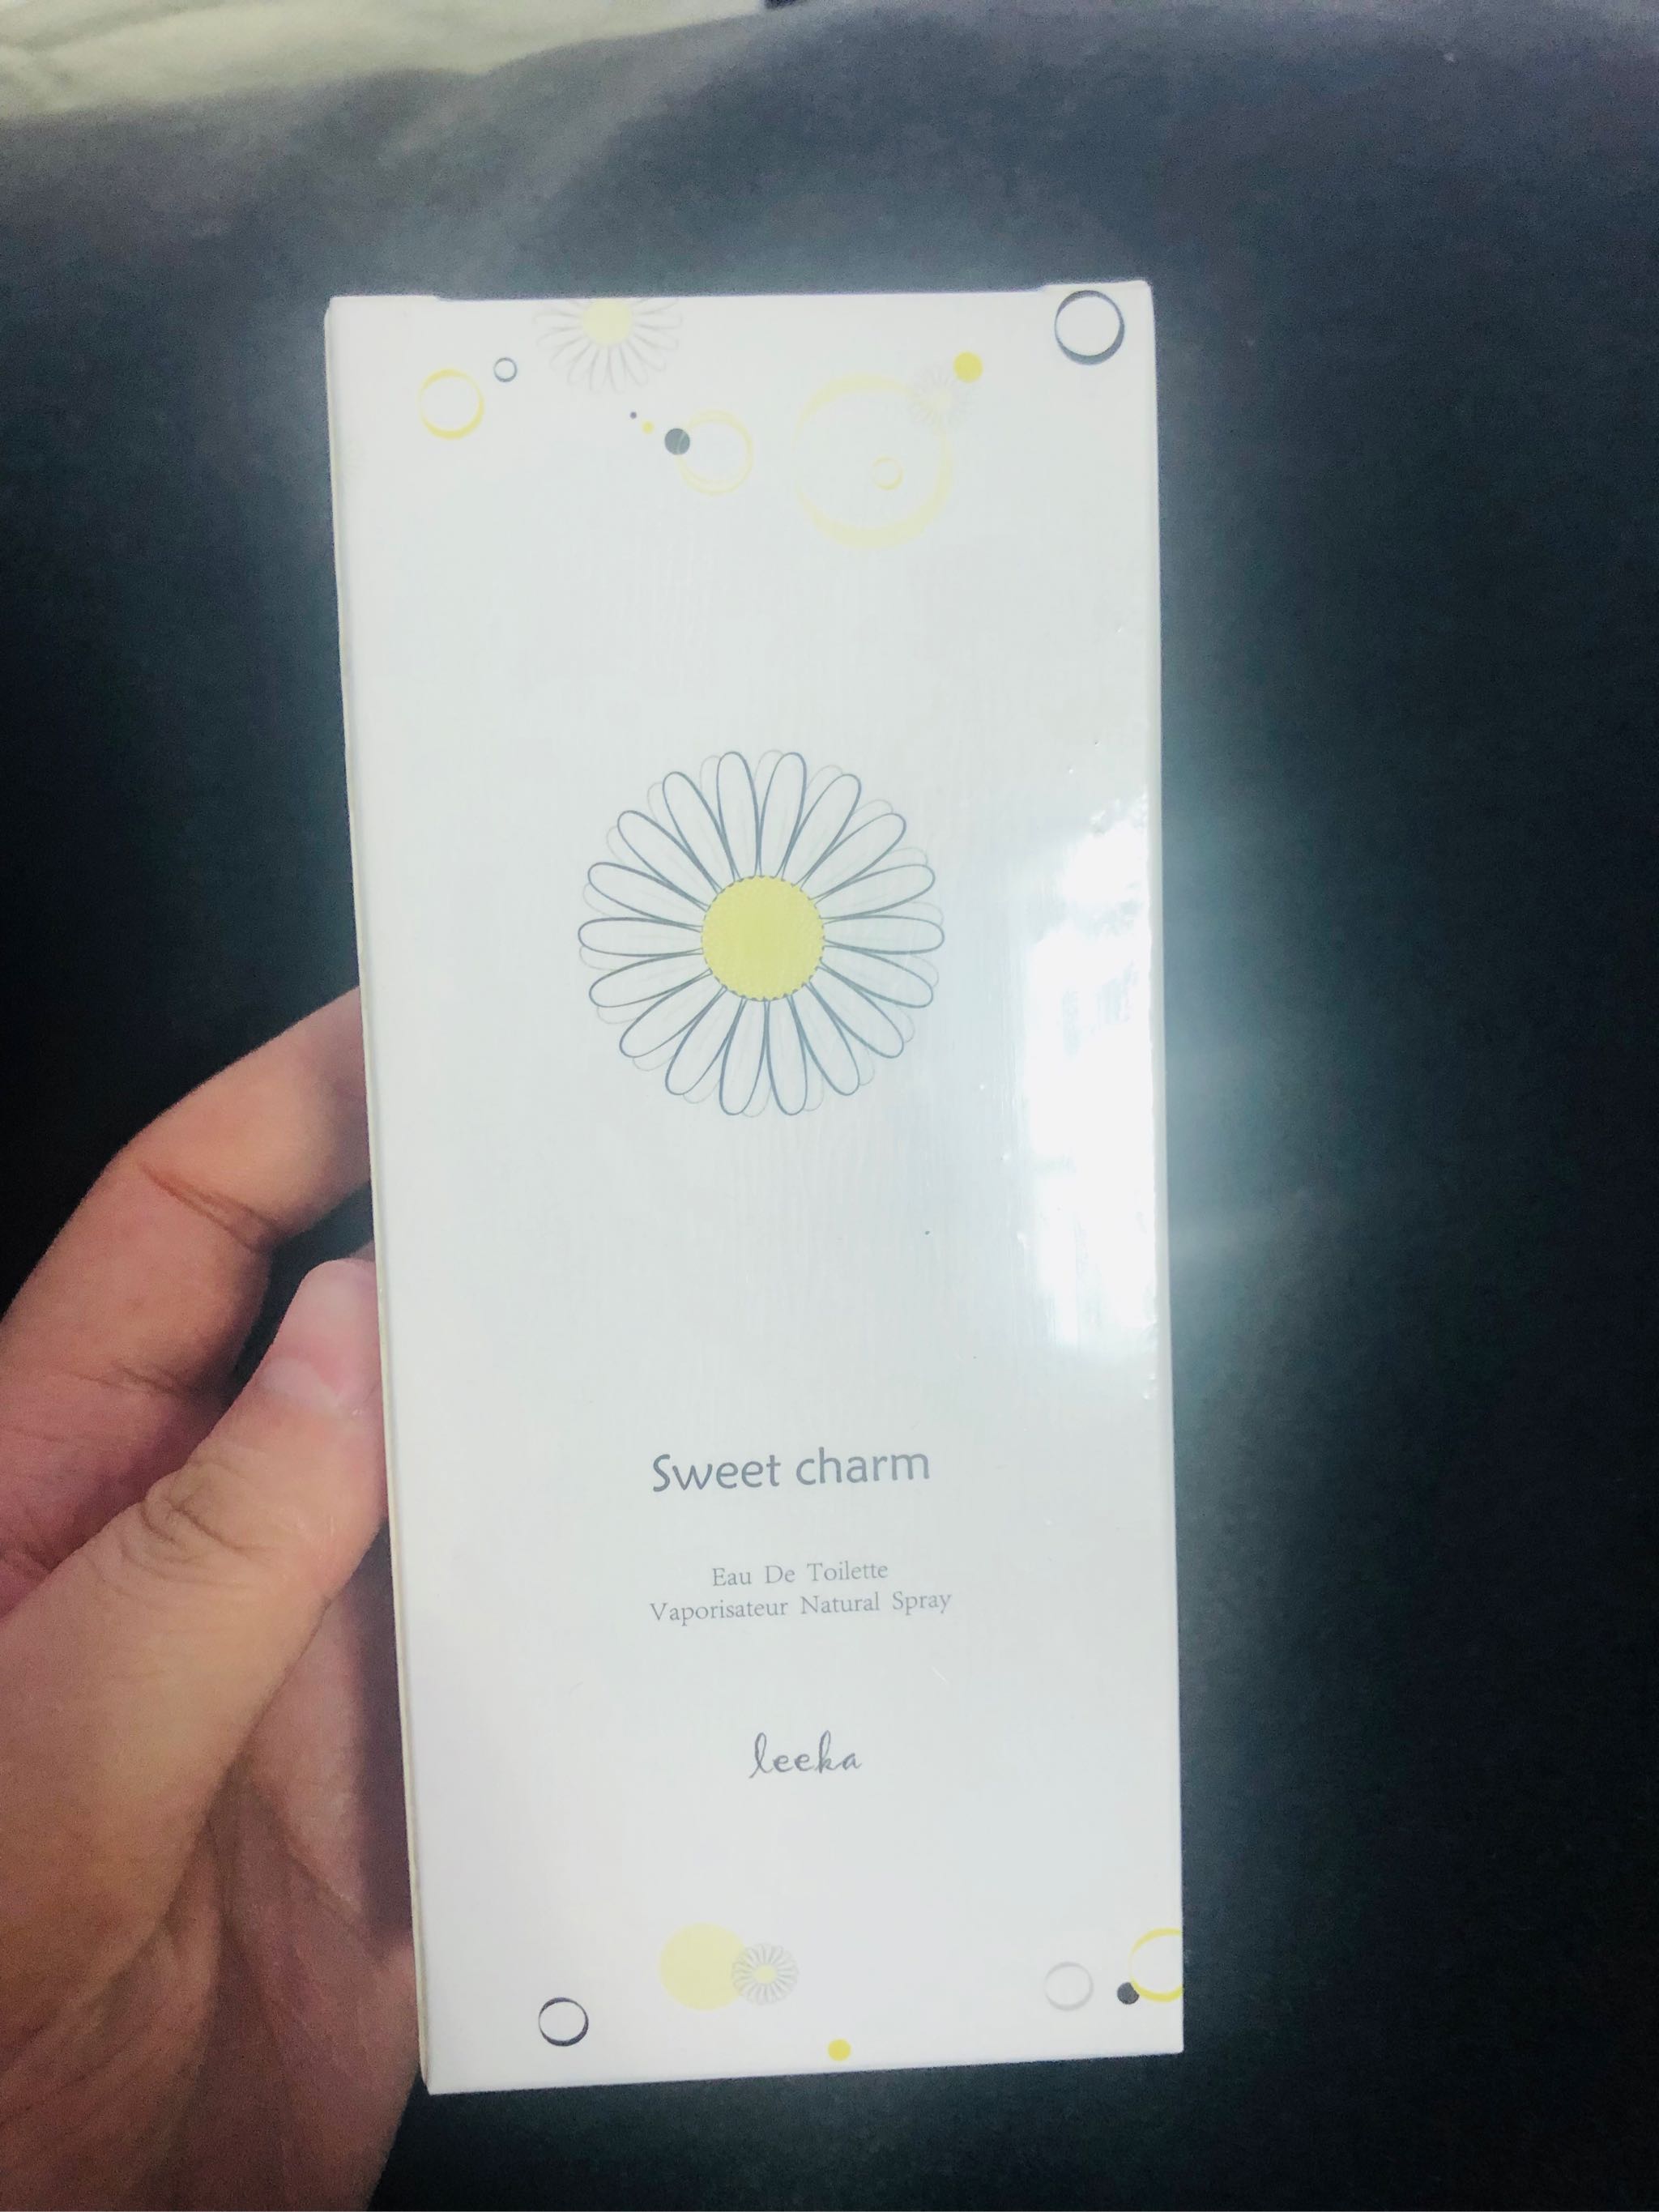 Sweet charm
Eau De Toilette
Vaporisateur Natural Spray
leeka